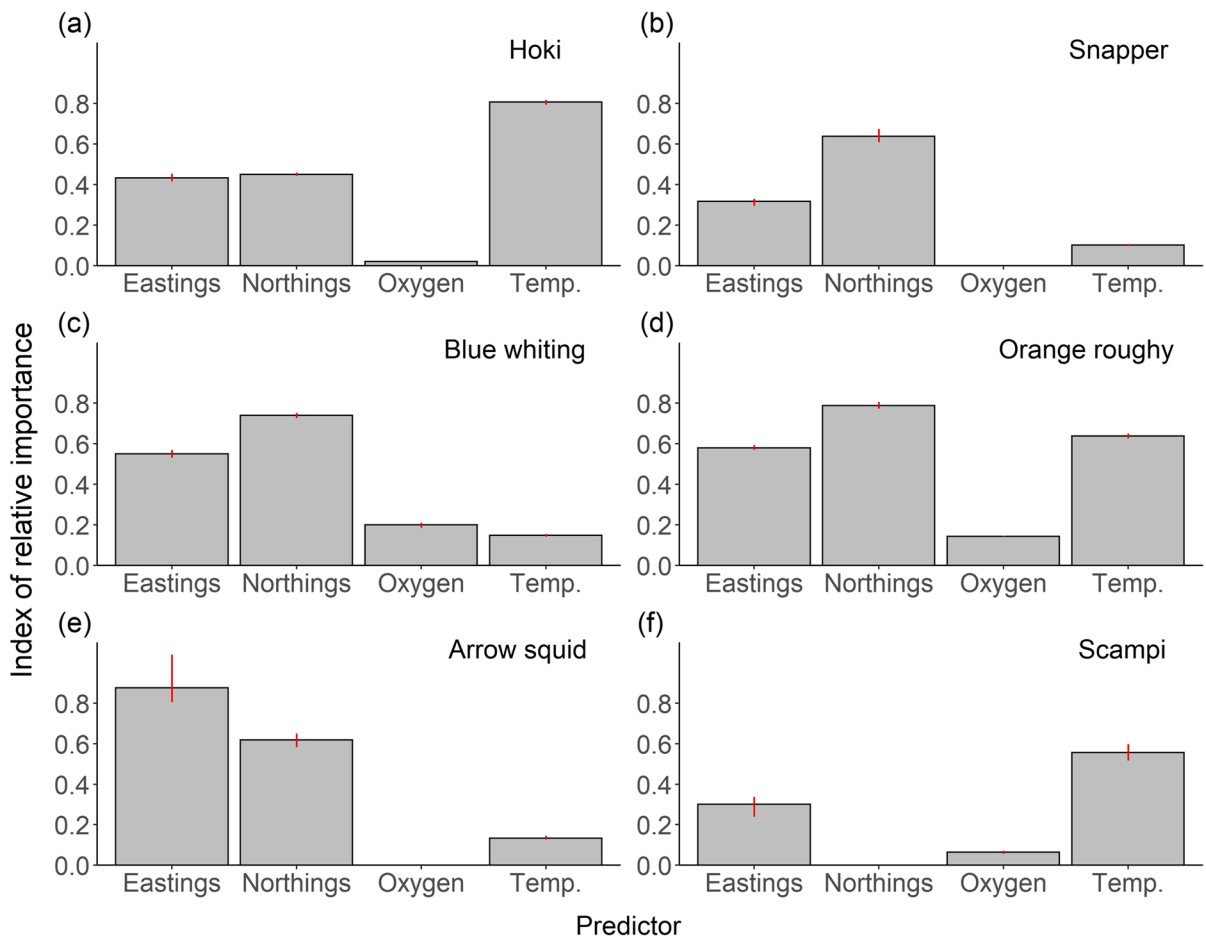 (a)
Hoki
0.8
0.6
0.4
0.2
0.0
Eastings Northings Oxygen Temp.
(b)
Snapper
0.8
0.6
0.4
0.2
0.0
Eastings Northings Oxygen Temp.
(c)
Blue whiting
0.8
0.6
0.4
0.2
0.0
Eastings Northings Oxygen Temp.
(d)
Orange roughy
0.8
0.6
0.4
0.2
0.0
Eastings Northings Oxygen Temp.
(e)
Arrow squid
0.8
0.6
0.4
0.2
0.0
Eastings Northings Oxygen Temp.
(f)
Scampi
0.8
0.6
0.4
0.2
0.0
Eastings Northings Oxygen Temp.
Index of relative importance
Predictor